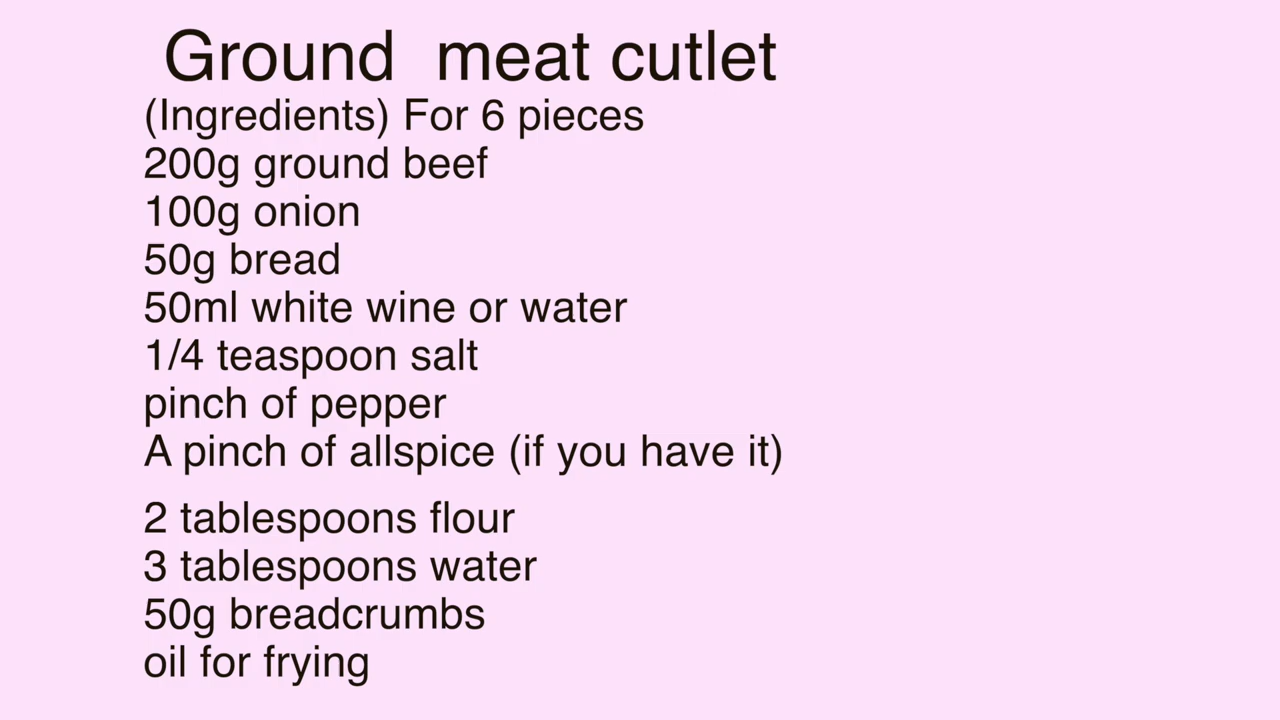 Ground meat cutlet
(Ingredients) For 6 pieces
200g ground beef
100g onion
50g bread
50ml white wine or water
1/4 teaspoon salt
pinch of pepper
A pinch of allspice (if you have it)
2 tablespoons flour
3 tablespoons water
50g breadcrumbs
oil for frying